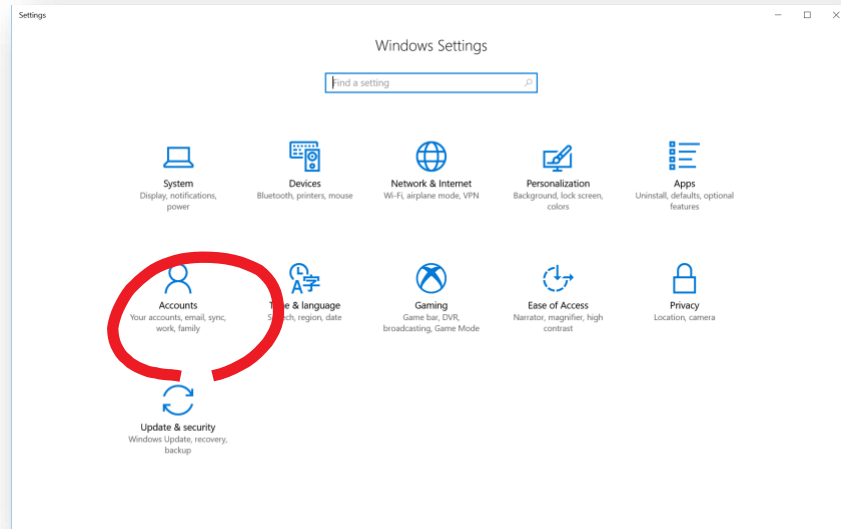 Settings
Windows Settings
Find a setting
System
Display, notifications,
power
Devices
Bluetooth, printers, mouse
Network & Internet
Wi-Fi, airplane mode, VPN
Personalization
Background, lock screen,
colors
Apps
Uninstall, defaults, optional
features
Accounts
Your accounts, email, sync,
work, family
& language
region, date
Gaming
Game bar, DVR,
broadcasting, Game Mode
Ease of Access
Narrator, magnifier, high
contrast
Privacy
Location, camera
Update & security
Windows Update, recovery,
backup